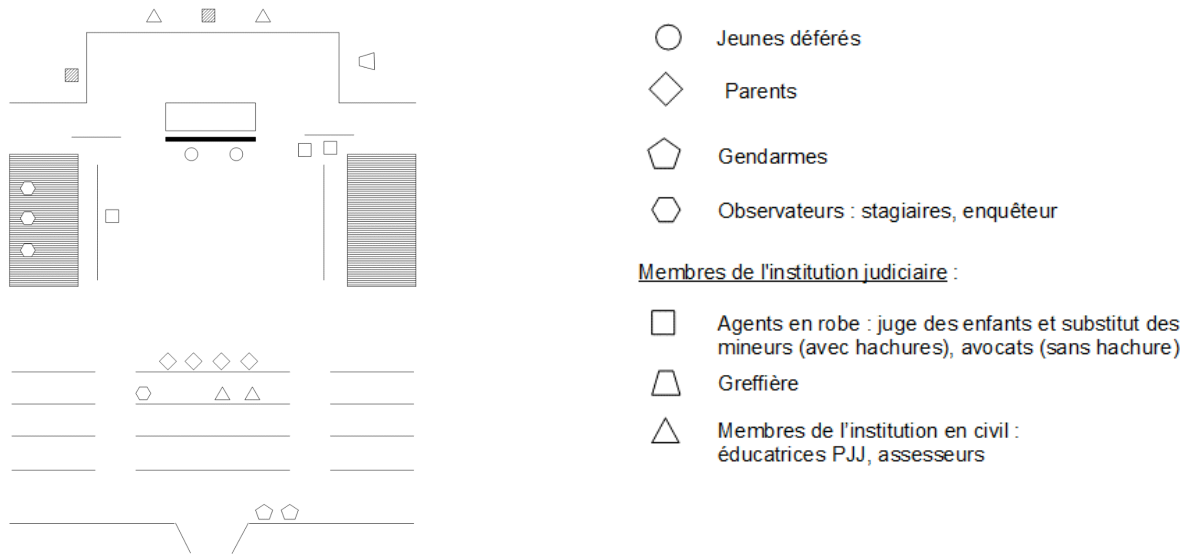 Jeunes déférés
Parents
Gendarmes
Observateurs : stagiaires, enquêteur
Membres de l'institution judiciaire :
Agents en robe : juge des enfants et substitut des
mineurs (avec hachures), avocats (sans hachure)
Greffière
Membres de l'institution en civil :
éducatrices PJJ, assesseurs